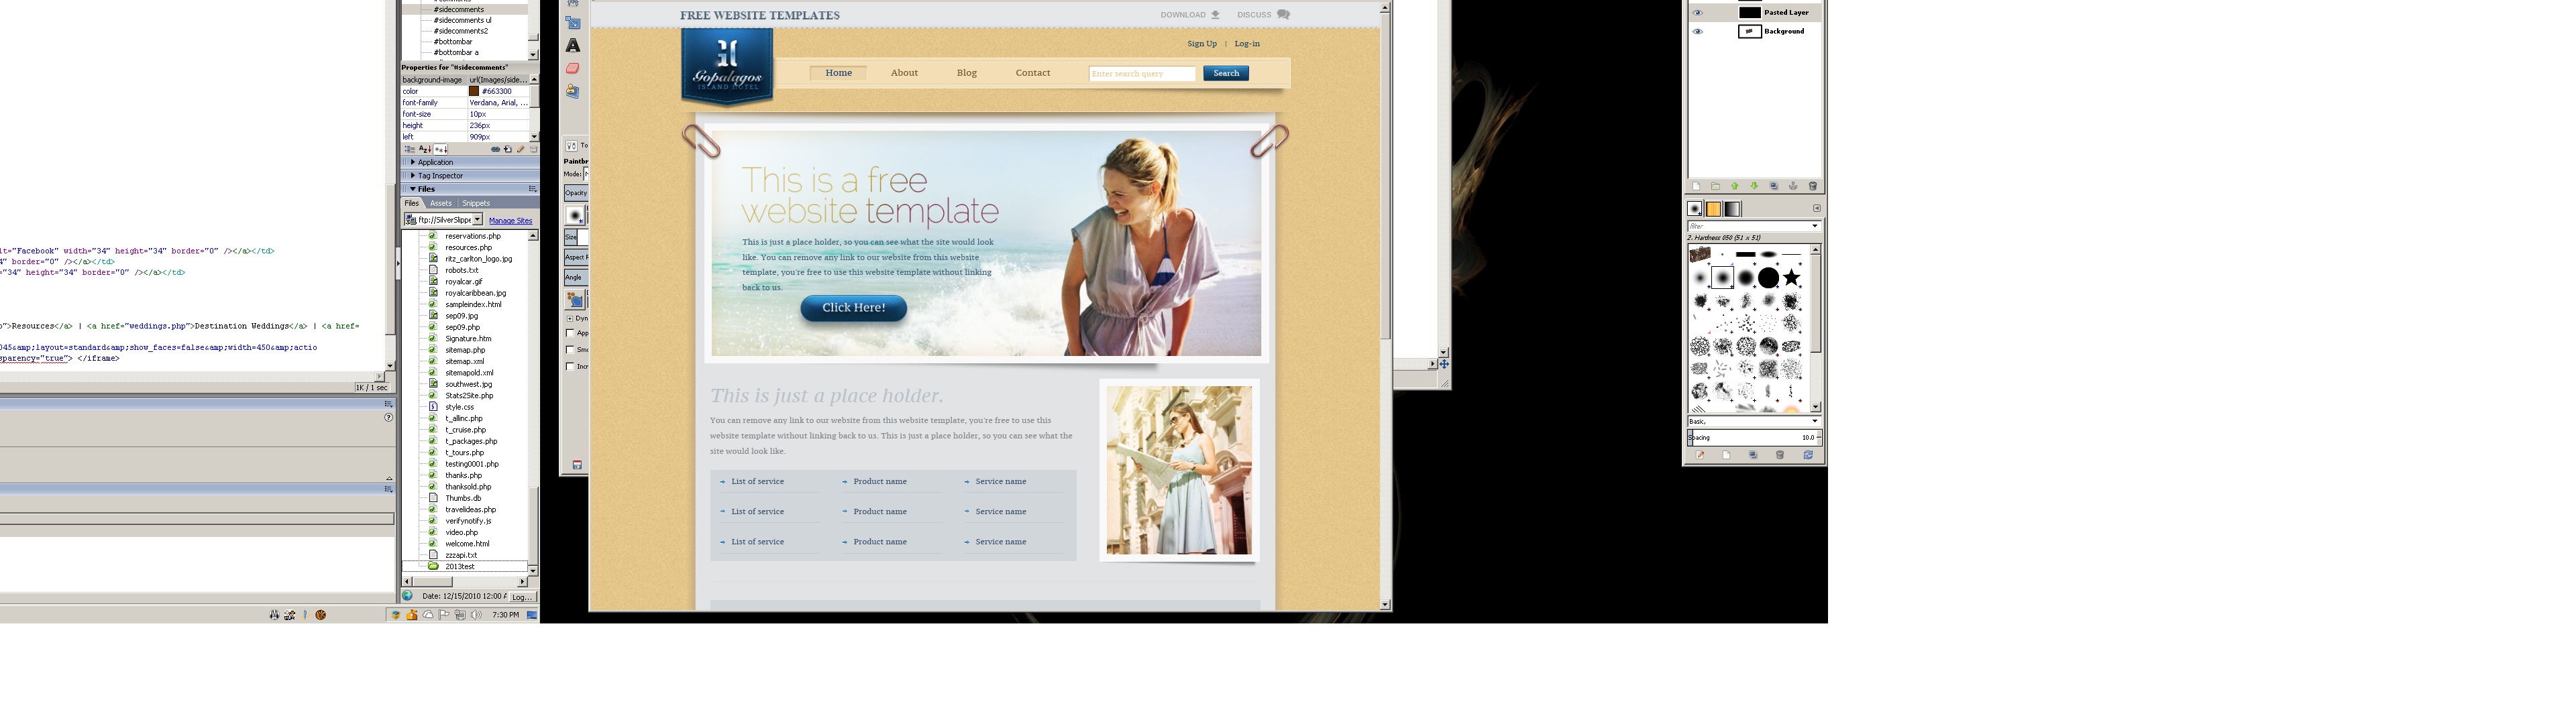 #sidecomments
#sidecomments ul
#sidecomments2
#bottombar
#bottombar a
Properties for "#sidecomments"
background-image url(Images/side...
color #663300
font-family Verdana, Arial, ...
font-size 10px
height 236px
left 909px
Application
Tag Inspector
Files
Files Assets Snippets
ftp://SilverSlippe Manage Sites
reservations.php
resources.php
ritz_carlton_logo.jpg
robots.txt
royalcar.gif
royalcaribbean.jpg
sampleindex.html
sep09.jpg
sep09.php
Signature.htm
sitemap.php
sitemap.xml
sitemapold.xml
southwest.jpg
Stats2Site.php
style.css
t_allinc.php
t_cruise.php
t_packages.php
t_tours.php
testing0001.php
thanks.php
thanksold.php
Thumbs.db
travelideas.php
verifynotify.js
video.php
welcome.html
zzzapi.txt
2013test
Date: 12/15/2010 12:00 A Log...
7:30 PM
lt="Facebook" width="34" height="34" border="0" /></a></td>
4" border="0" /></a></td>
="34" height="34" border="0" /></a></td>
p">Resources</a> | <a href="weddings.php">Destination Weddings</a> | <a href=
045&amp;layout=standard&amp;show_faces=false&amp;width=450&amp;actio
sparency="true"> </iframe>
1K / 1 sec
To
Paintbr
Mode: N
Opacity
Size
Aspect R
Angle
Dyn
App
Smo
Incr
FREE WEBSITE TEMPLATES
DOWNLOAD DISCUSS
Sign Up | Log-in
Gopalagos
ISLAND HOTEL
Home About Blog Contact Enter search query Search
This is a free
website template
This is just a place holder, so you can see what the site would look
like. You can remove any link to our website from this website
template, you're free to use this website template without linking
back to us.
Click Here!
This is just a place holder.
You can remove any link to our website from this website template, you're free to use this
website template without linking back to us. This is just a place holder, so you can see what the
site would look like.
List of service Product name Service name
List of service Product name Service name
List of service Product name Service name
Pasted Layer
Background
filter
2. Hardness 050 (51 x 51)
Basic,
Spacing 10.0